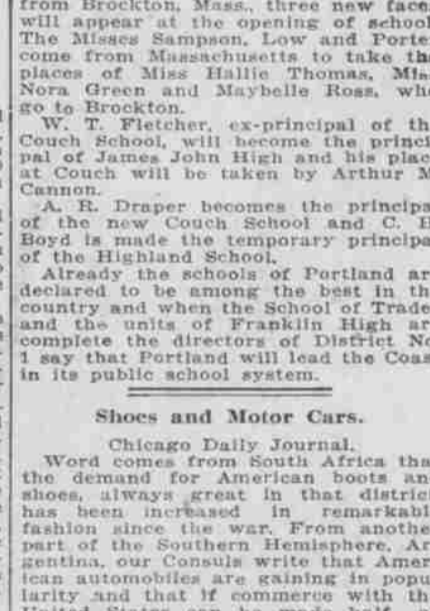 from Brockton, Mass., three new face
will appear at the opening of school
The Misses Sampson, Low and Porte
come from Massachusetts to take th
places of Miss Hallie Thomas, Mis
Nora Green and Maybelle Ross, wh
go to Brockton.
W. T. Fletcher, ex-principal of th
Couch School, will become the princi
pal of James John High and his plac
at Couch will be taken by Arthur M
Cannon.
A. R. Draper becomes the principa
of the new Couch School and C. H
Boyd is made the temporary principa
of the Highland School.
Already the schools of Portland ar
declared to be among the best in th
country and when the School of Trade
and the units of Franklin High ar
complete the directors of District No
1 say that Portland will lead the Coas
in its public school system.
Shoes and Motor Cars.
Chicago Daily Journal.
Word comes from South Africa tha
the demand for American boots an
shoes, always great in that distric
has been increased in remarkabl
fashion since the war. From anothe
part of the Southern Hemisphere, Ar
gentina, our Consuls write that Amer
ican automobiles are gaining in popu
larity and that if commerce with th
United States can be